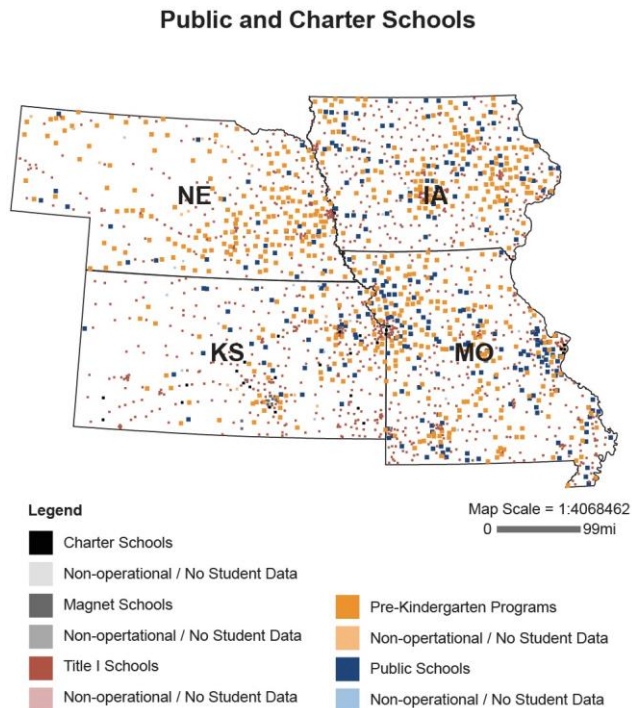 Public and Charter Schools
NE
IA
KS
MO
Legend
Map Scale = 1:4068462
0 99mi
Charter Schools
Non-operational / No Student Data
Magnet Schools
Non-opertational / No Student Data
Title I Schools
Non-operational / No Student Data
Pre-Kindergarten Programs
Non-opertational / No Student Data
Public Schools
Non-operational / No Student Data